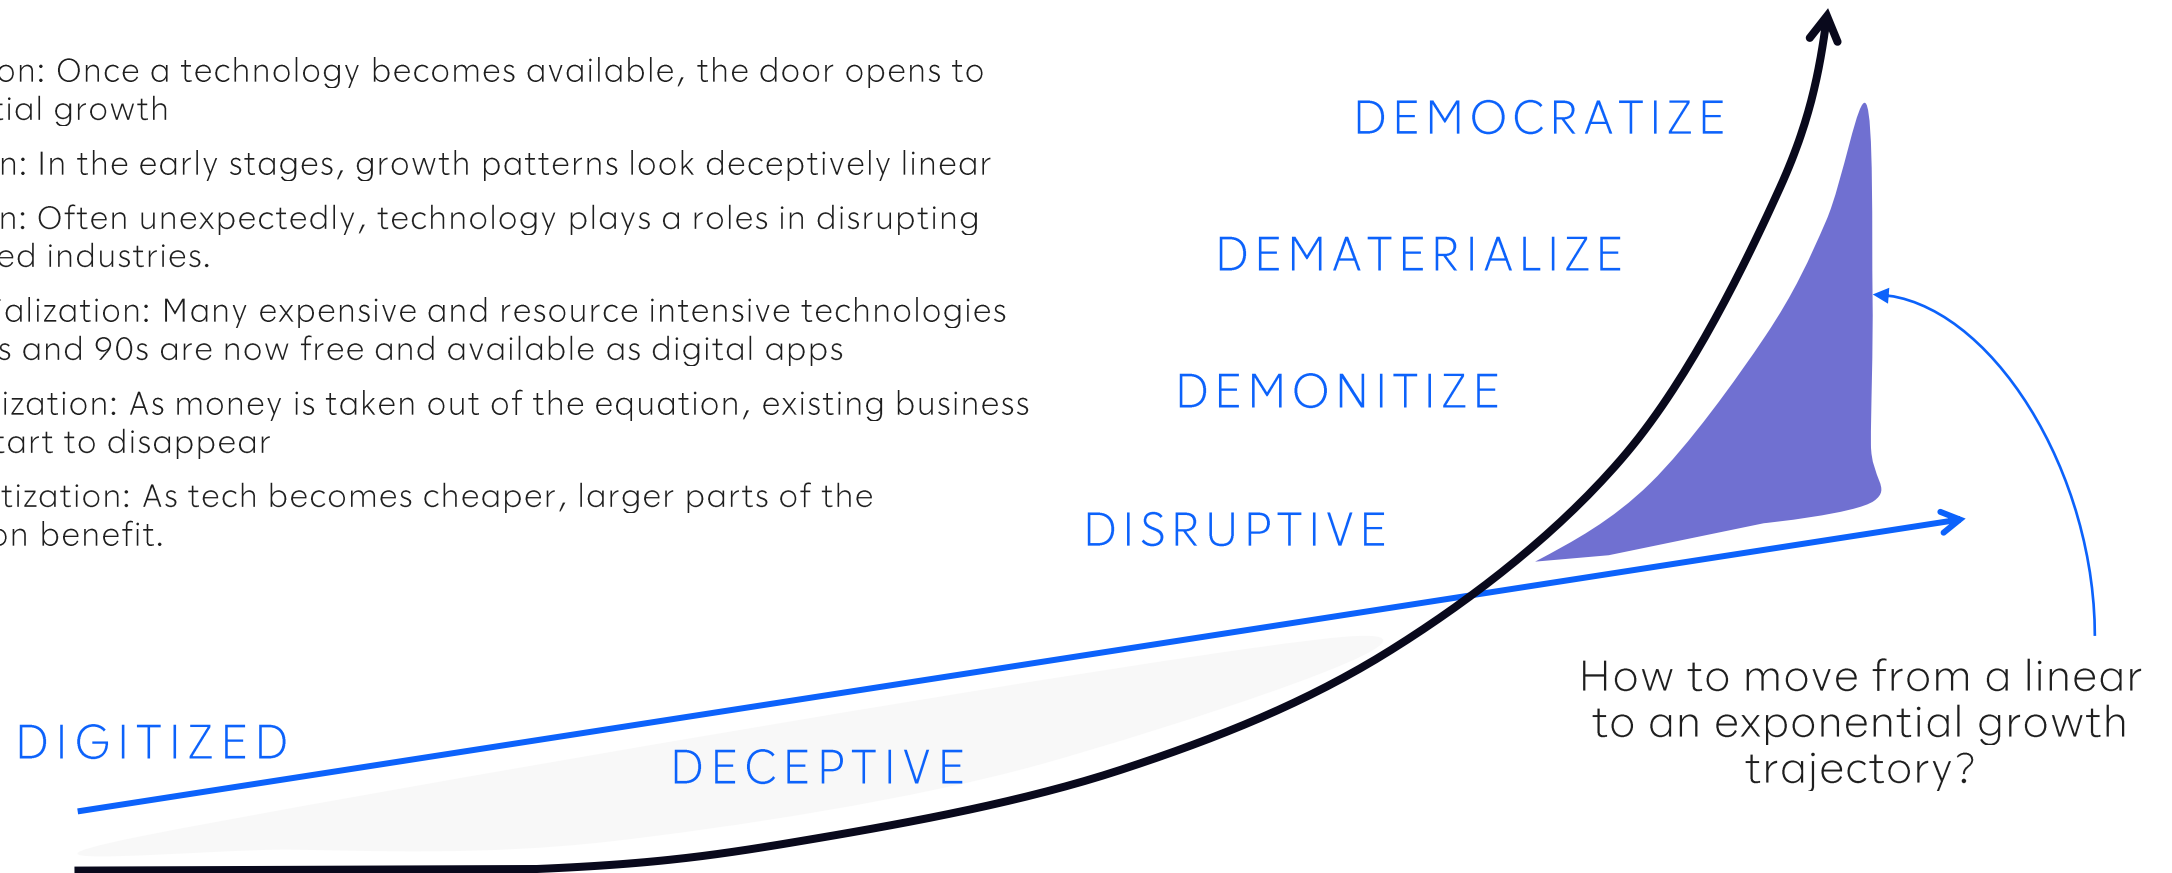 on: Once a technology becomes available, the door opens to
tial growth
n: In the early stages, growth patterns look deceptively linear
n: Often unexpectedly, technology plays a roles in disrupting
ed industries.
ialization: Many expensive and resource intensive technologies
s and 90s are now free and available as digital apps
ization: As money is taken out of the equation, existing business
tart to disappear
tization: As tech becomes cheaper, larger parts of the
on benefit.
DEMOCRATIZE
DEMATERIALIZE
DEMONITIZE
DISRUPTIVE
DIGITIZED
DECEPTIVE
How to move from a linear
to an exponential growth
trajectory?